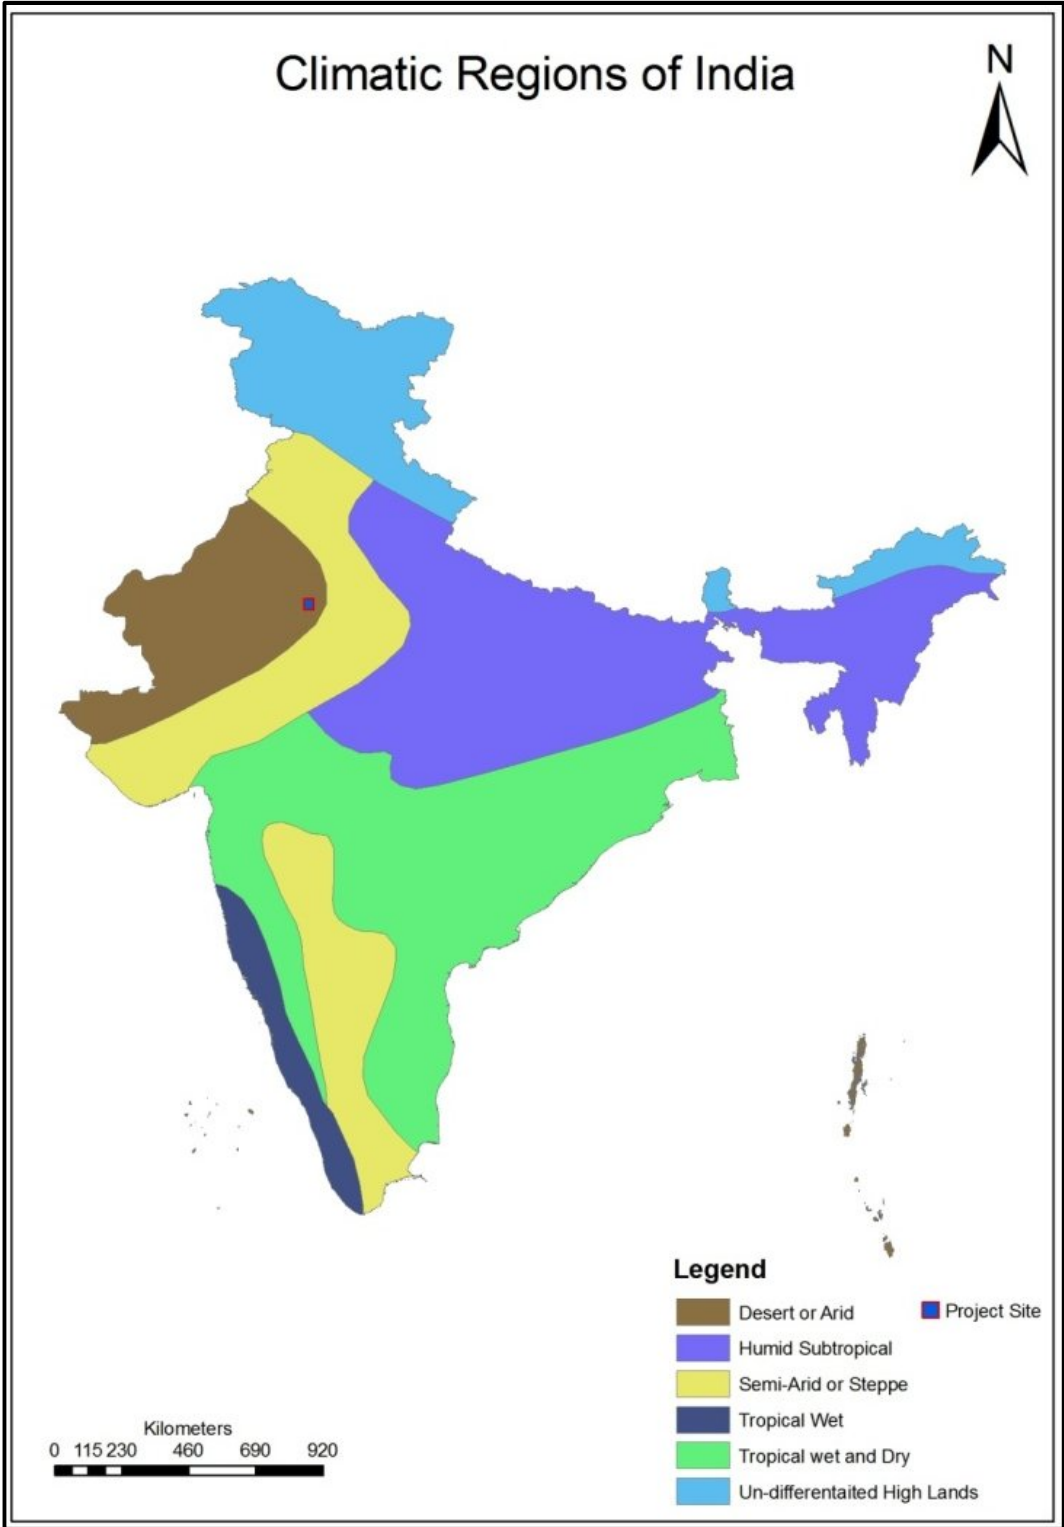 Climatic Regions of India
N
Legend
Desert or Arid
Project Site
Humid Subtropical
Semi-Arid or Steppe
Tropical Wet
Tropical wet and Dry
Un-differentaited High Lands
Kilometers
0 115 230 460 690 920